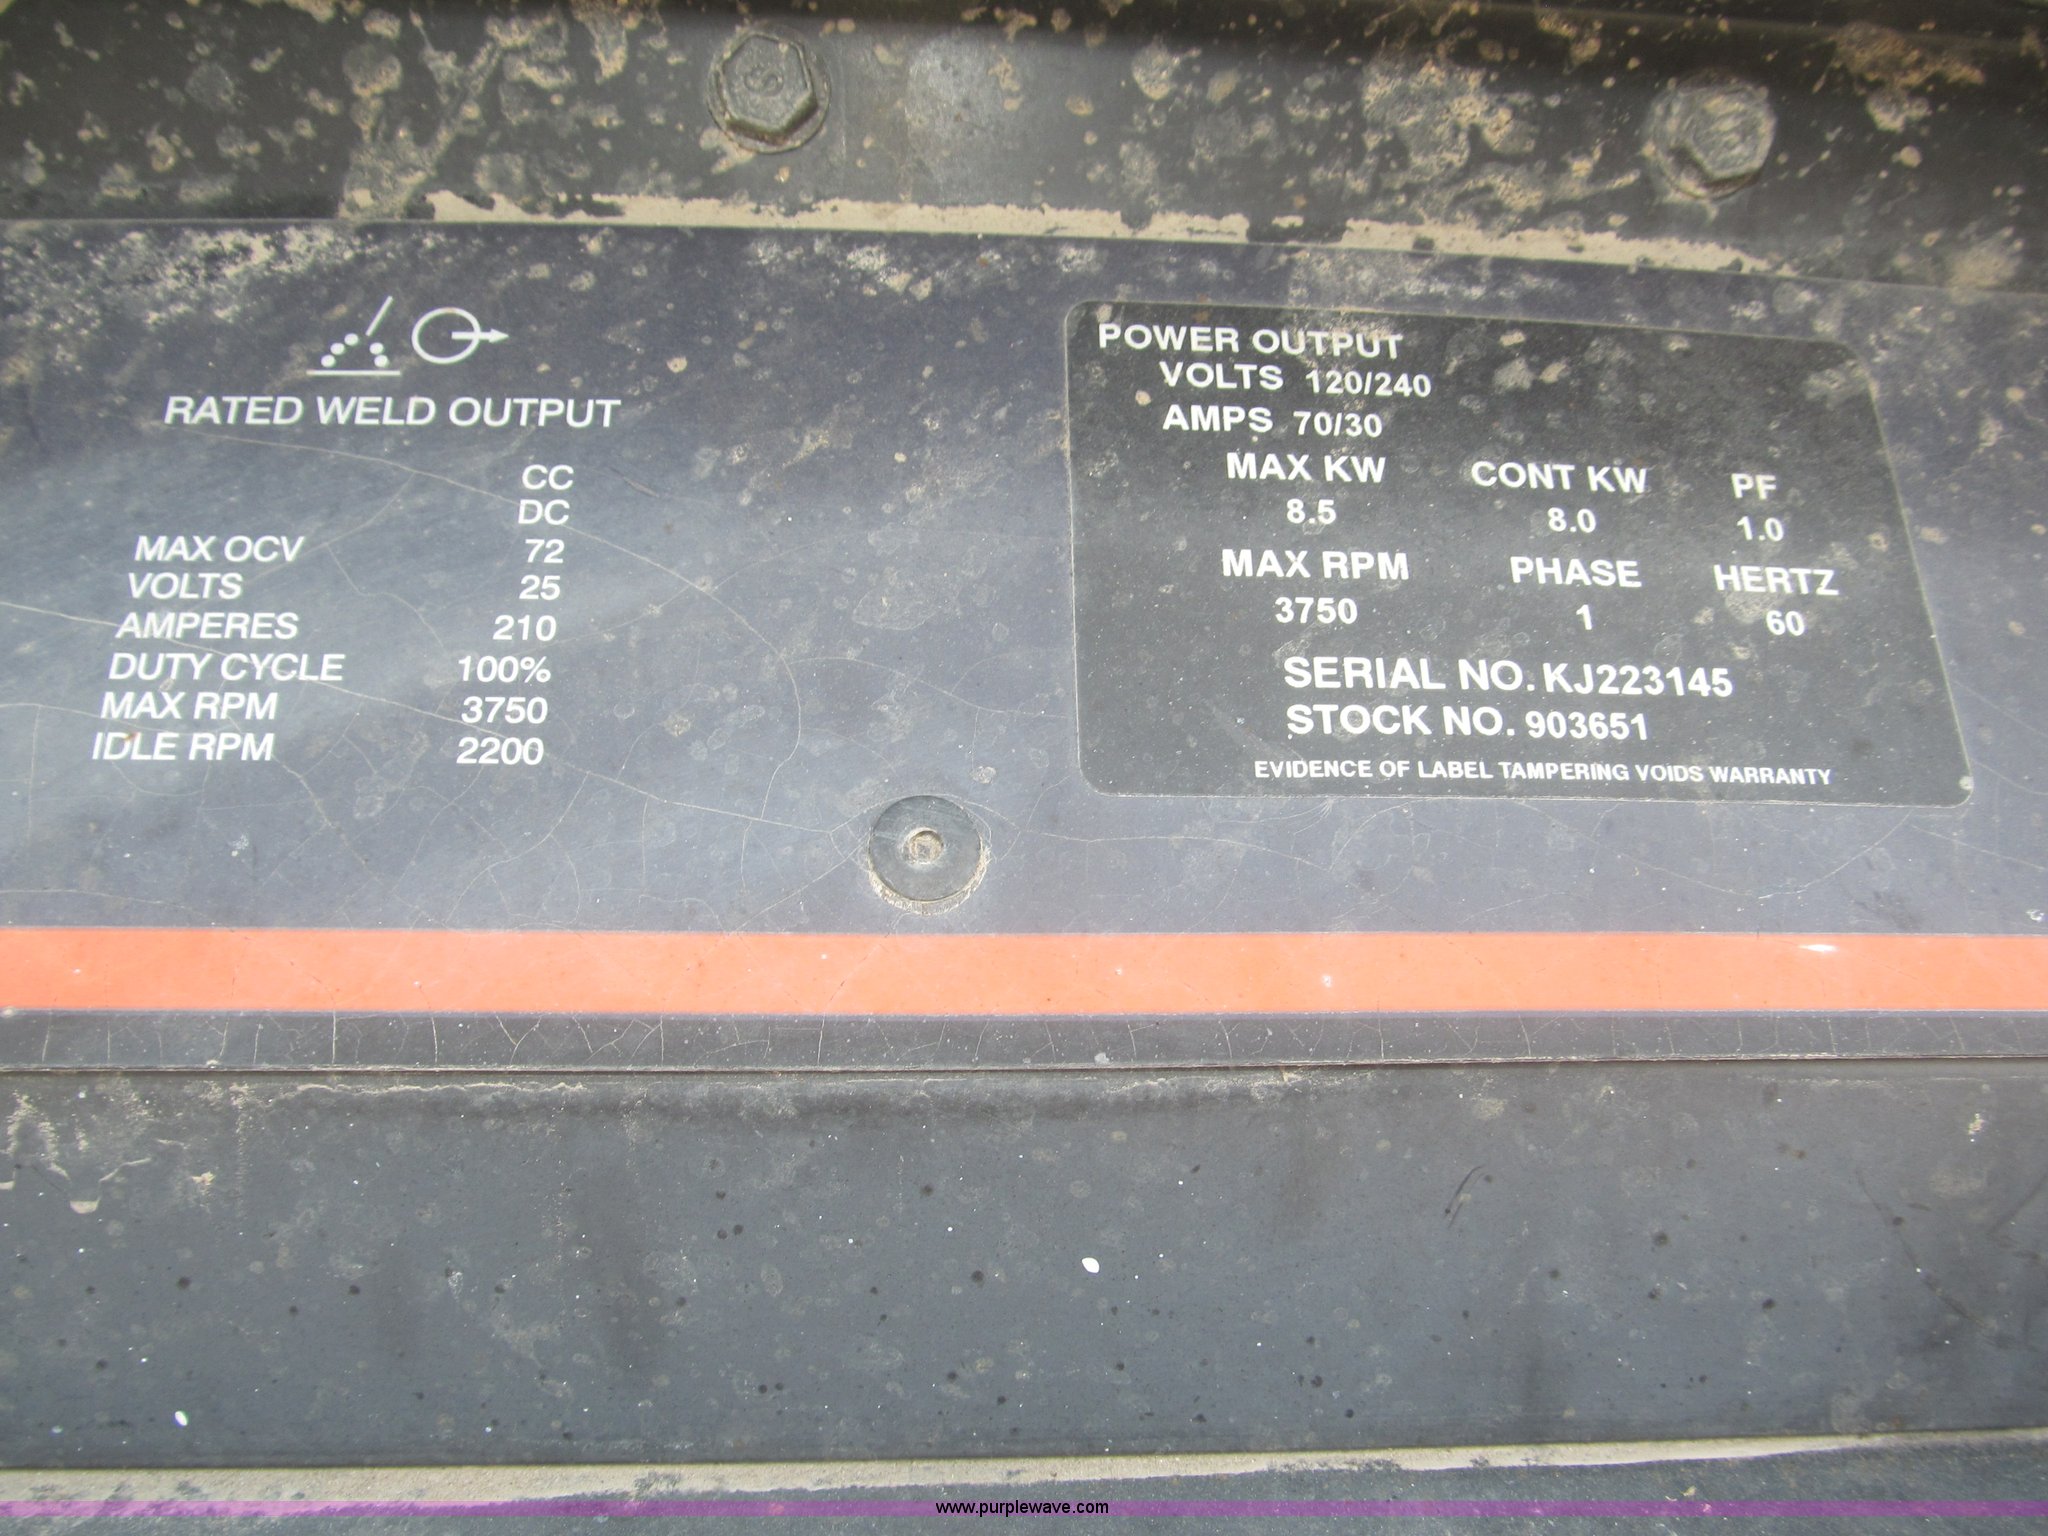 RATED WELD OUTPUT
CC
DC
MAX OCV 72
VOLTS 25
AMPERES 210
DUTY CYCLE 100%
MAX RPM 3750
IDLE RPM 2200
POWER OUTPUT
VOLTS 120/240
AMPS 70/30
MAX KW CONT KW PF
8.5 8.0 1.0
MAX RPM PHASE HERTZ
3750 1 60
SERIAL NO. KJ223145
STOCK NO. 903651
EVIDENCE OF LABEL TAMPERING VOIDS WARRANTY
www.purplewave.com